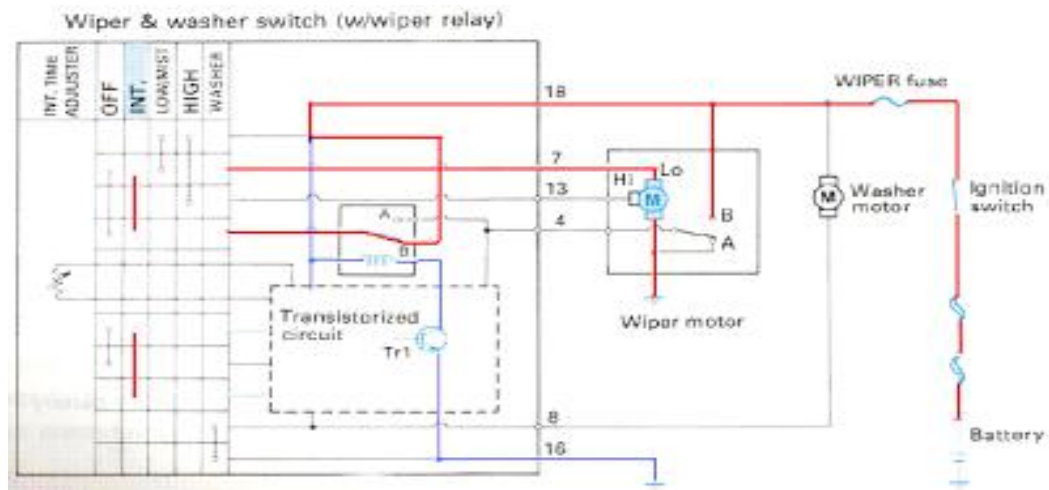 Wiper & washer switch (w/wiper relay)
INT. TIME
ADJUSTER
OFF
INT.
LOW/MIST
HIGH
WASHER
18
WIPER fuse
7
Hi
Lo
M
13
A
4
B
B
A
M
Washer
motor
Ignition
switch
Transistorized
circuit
Tr1
Wiper motor
8
16
Battery